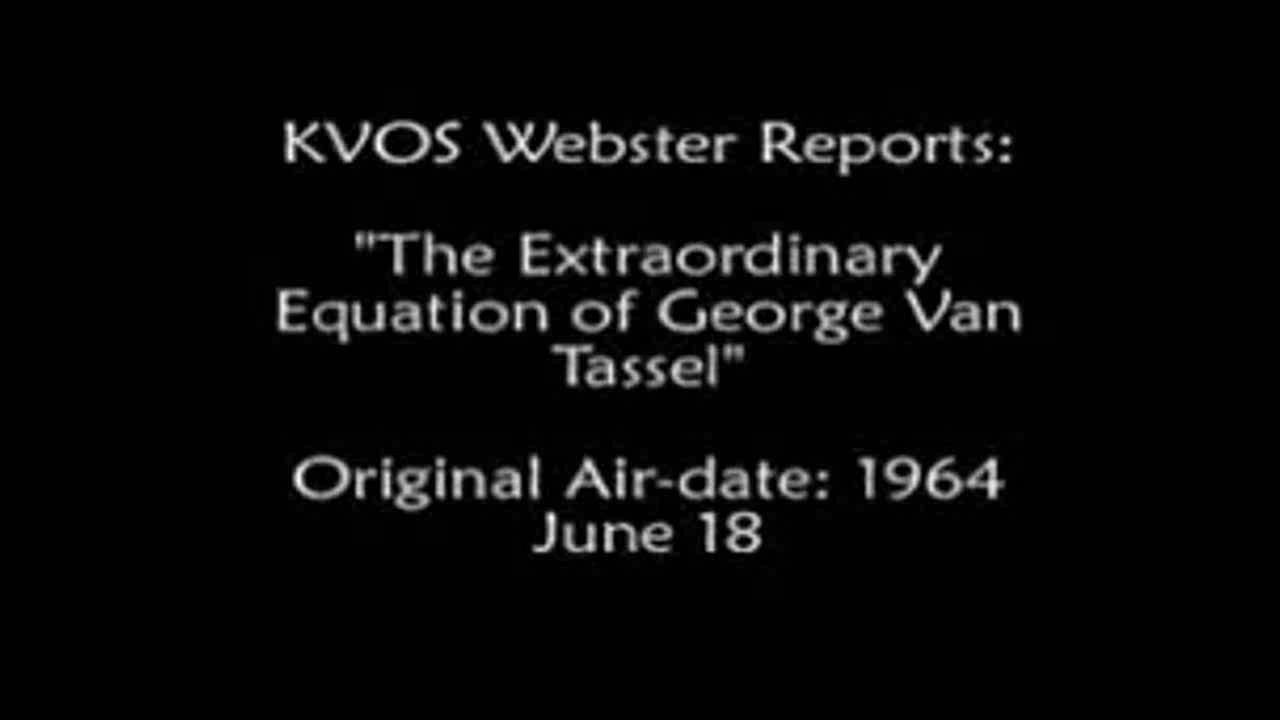 KVOS Webster Reports:
"The Extraordinary
Equation of George Van
Tassel"
Original Air-date: 1964
June 18